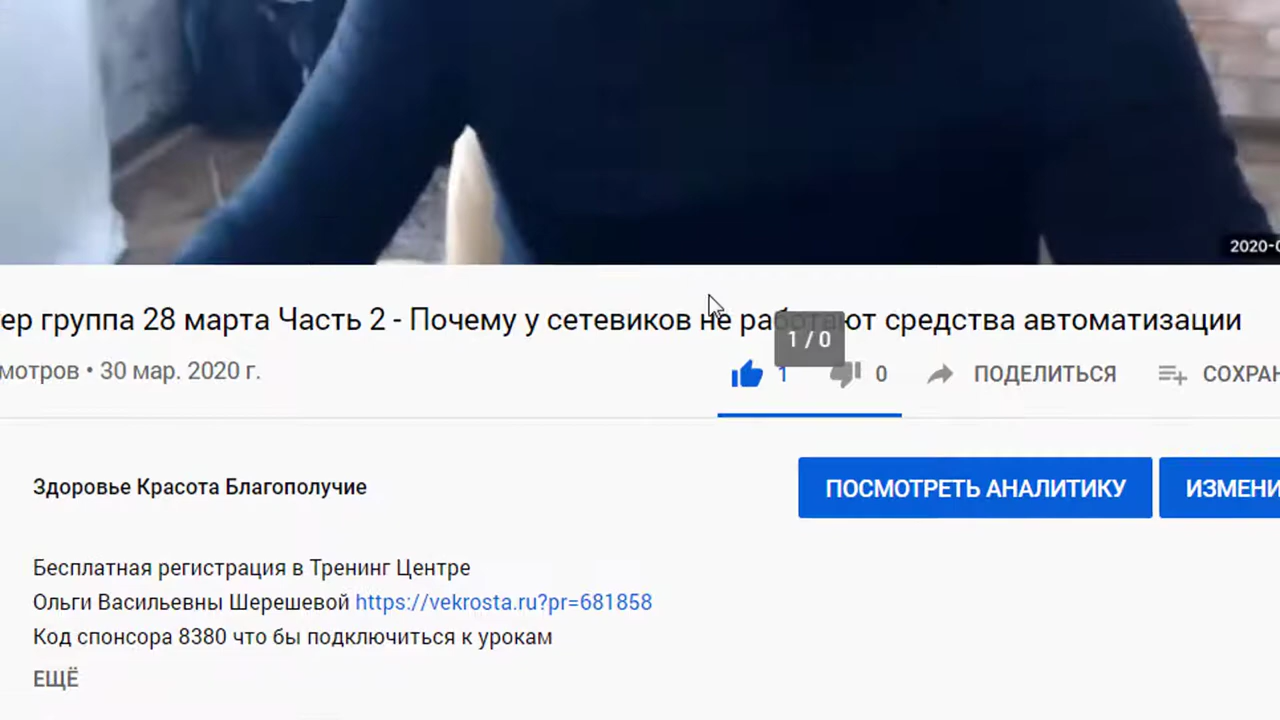 2020-0
ер группа 28 марта Часть 2 - Почему у сетевиков не работают средства автоматизации
1 / 0
мотров • 30 мар. 2020 г.
1 0 ПОДЕЛИТЬСЯ СОХРАН
Здоровье Красота Благополучие
ПОСМОТРЕТЬ АНАЛИТИКУ ИЗМЕНИ
Бесплатная регистрация в Тренинг Центре
Ольги Васильевны Шерешевой https://vekrosta.ru?pr=681858
Код спонсора 8380 что бы подключиться к урокам
ЕЩЁ